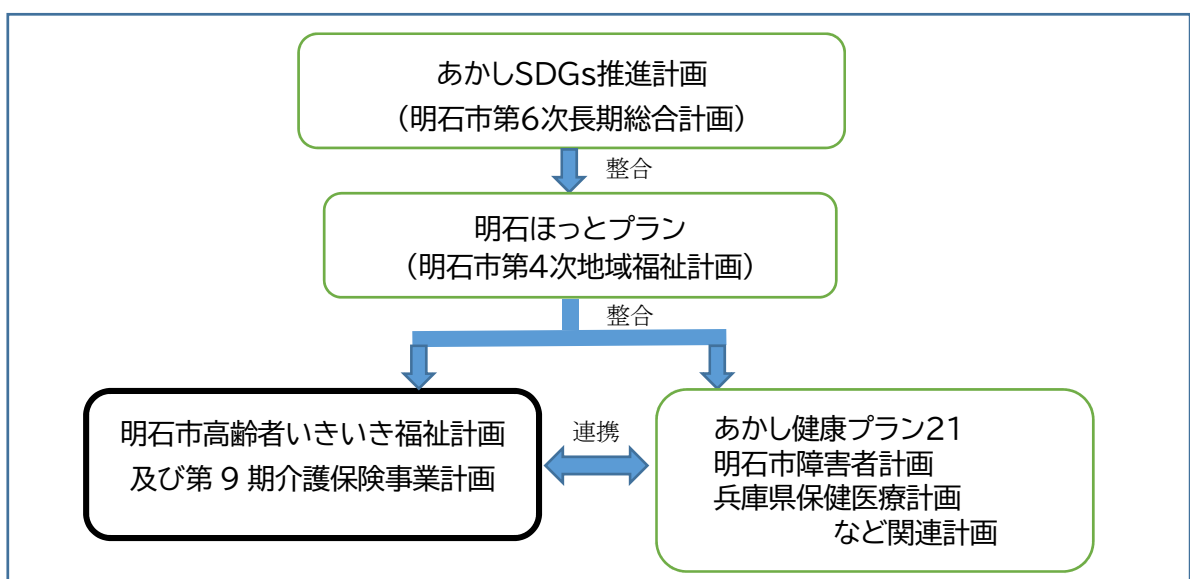 あかしSDGs推進計画
（明石市第6次長期総合計画）
整合
明石ほっとプラン
（明石市第4次地域福祉計画）
整合
明石市高齢者いきいき福祉計画
及び第 9 期介護保険事業計画
連携
あかし健康プラン21
明石市障害者計画
兵庫県保健医療計画
など関連計画